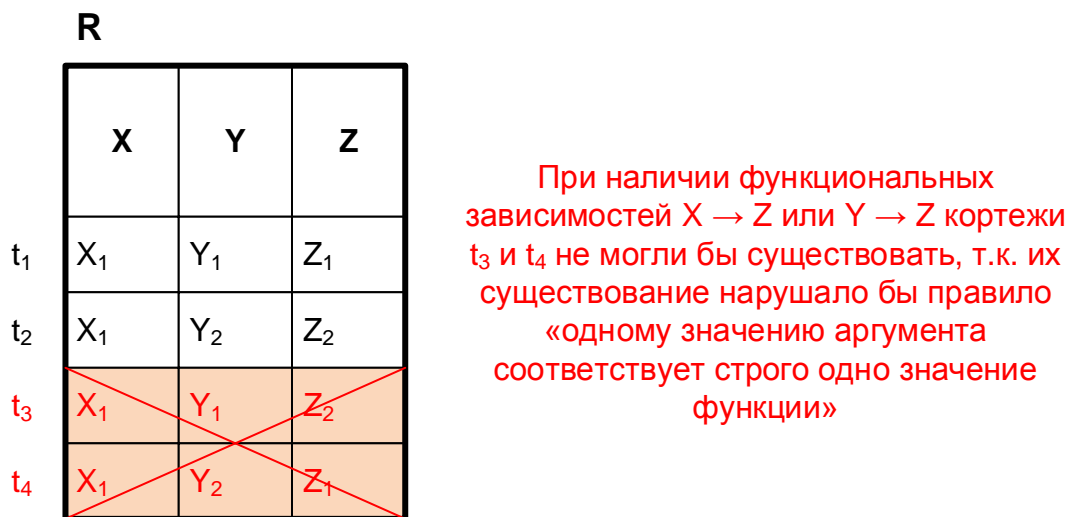 R
X Y Z
t₁ X₁ Y₁ Z₁
t₂ X₁ Y₂ Z₂
t₃ X₁ Y₁ Z₂
t₄ X₁ Y₂ Z₁
При наличии функциональных
зависимостей X → Z или Y → Z кортежи
t₃ и t₄ не могли бы существовать, т.к. их
существование нарушало бы правило
«одному значению аргумента
соответствует строго одно значение
функции»